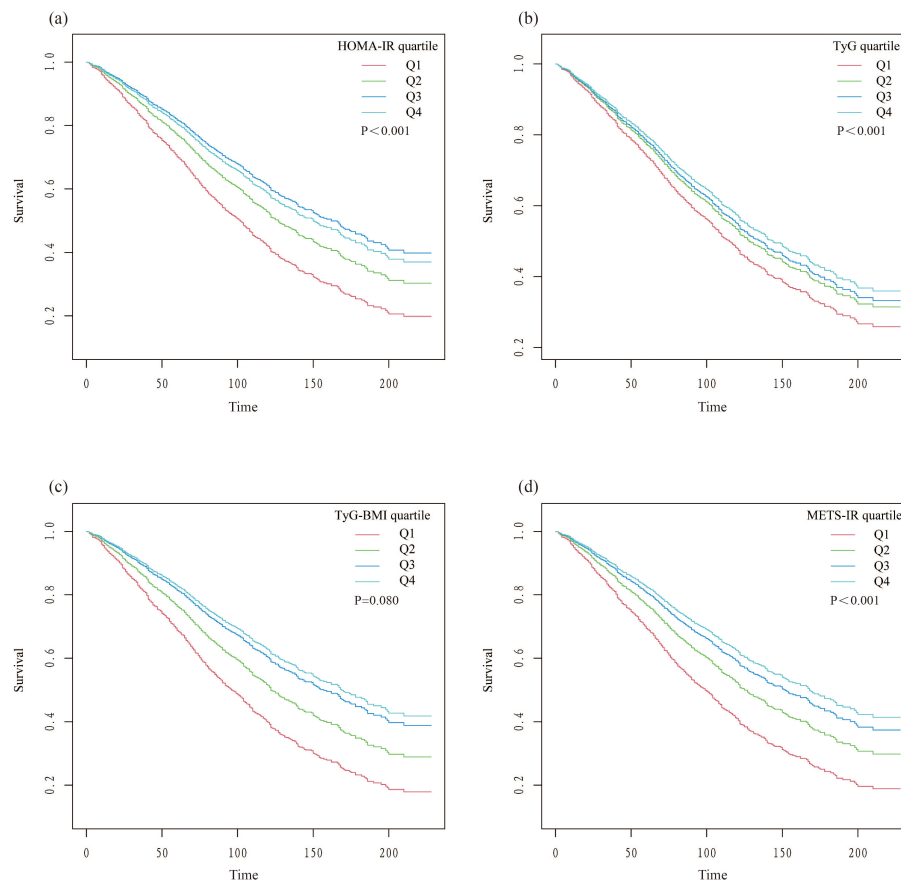 (a)
HOMA-IR quartile
Q1
Q2
Q3
Q4
P<0.001
Survival
1.0
0.8
0.6
0.4
0.2
0
50
100
150
200
Time
(b)
TyG quartile
Q1
Q2
Q3
Q4
P<0.001
Survival
1.0
0.8
0.6
0.4
0.2
0
50
100
150
200
Time
(c)
TyG-BMI quartile
Q1
Q2
Q3
Q4
P=0.080
Survival
1.0
0.8
0.6
0.4
0.2
0
50
100
150
200
Time
(d)
METS-IR quartile
Q1
Q2
Q3
Q4
P<0.001
Survival
1.0
0.8
0.6
0.4
0.2
0
50
100
150
200
Time